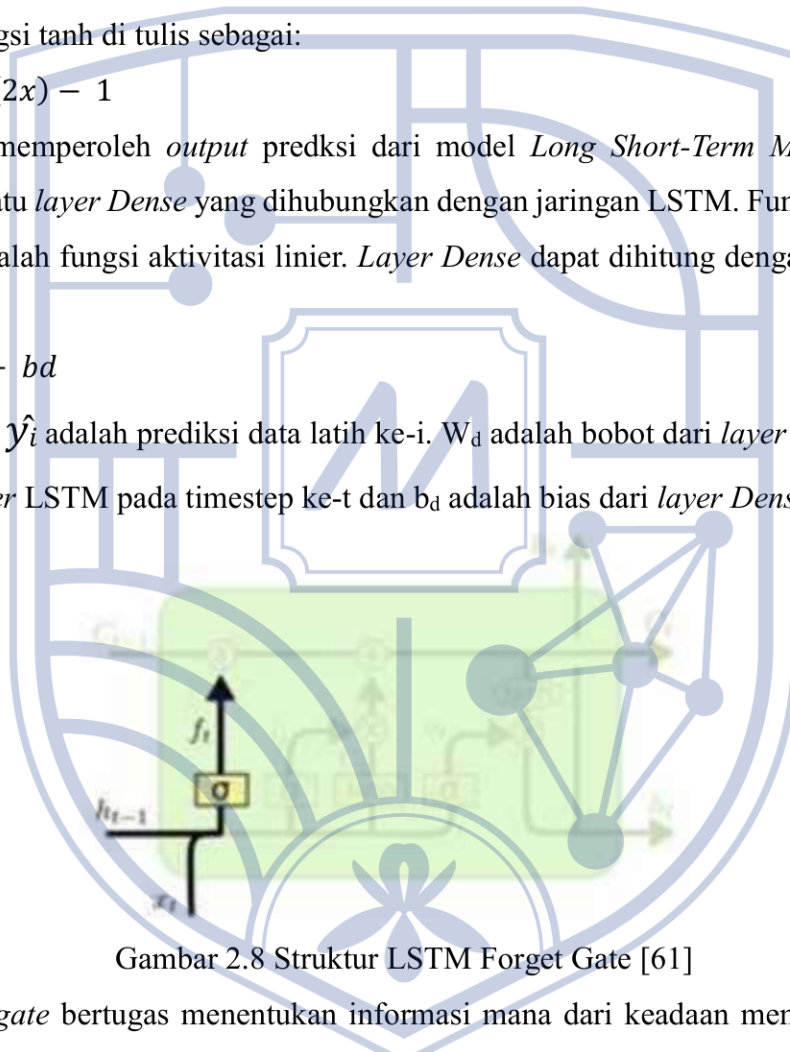 gsi tanh di tulis sebagai:
2x) − 1
memperoleh output predksi dari model Long Short-Term M
tu layer Dense yang dihubungkan dengan jaringan LSTM. Fun
alah fungsi aktivitasi linier. Layer Dense dapat dihitung denga
bd
ŷi adalah prediksi data latih ke-i. Wd adalah bobot dari layer
er LSTM pada timestep ke-t dan bd adalah bias dari layer Dens
ft
σ
ht−1
xt
Gambar 2.8 Struktur LSTM Forget Gate [61]
gate bertugas menentukan informasi mana dari keadaan men